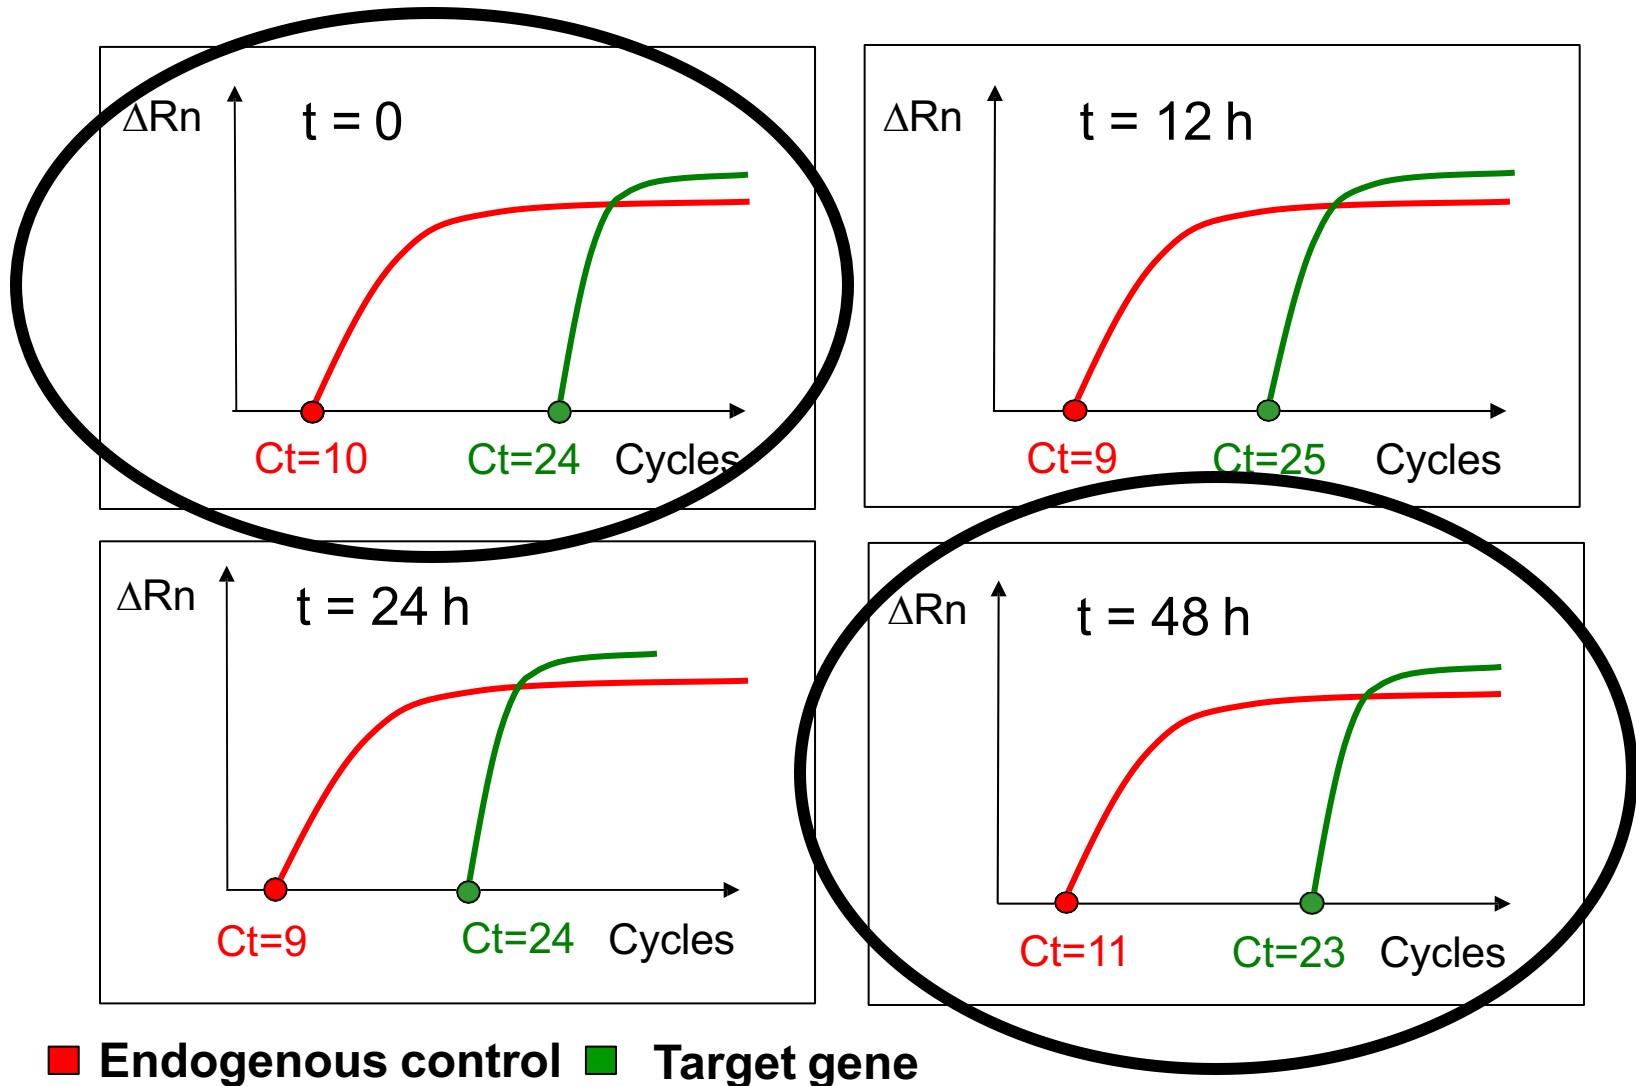 ΔRn
t = 0
Ct=10
Ct=24
Cycles
ΔRn
t = 12 h
Ct=9
Ct=25
Cycles
ΔRn
t = 24 h
Ct=9
Ct=24
Cycles
ΔRn
t = 48 h
Ct=11
Ct=23
Cycles
Endogenous control
Target gene